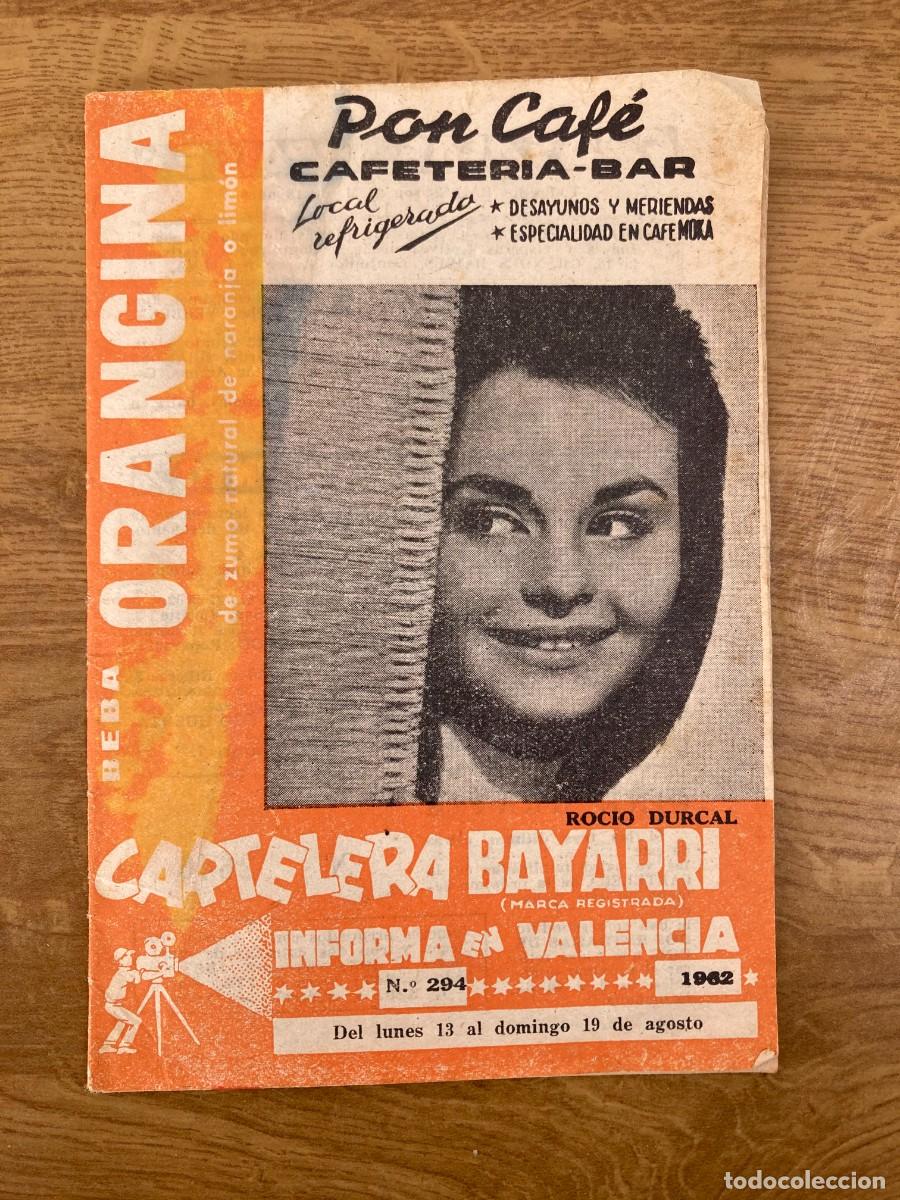 Pon Café
CAFETERIA-BAR
Local refrigerado
★ DESAYUNOS Y MERIENDAS
★ ESPECIALIDAD EN CAFE MOKA
BEBA ORANGINA
de zumo natural de naranja o limón
ROCIO DURCAL
CARTELERA BAYARRI
(MARCA REGISTRADA)
INFORMA EN VALENCIA
N.º 294
1962
Del lunes 13 al domingo 19 de agosto
todocoleccion